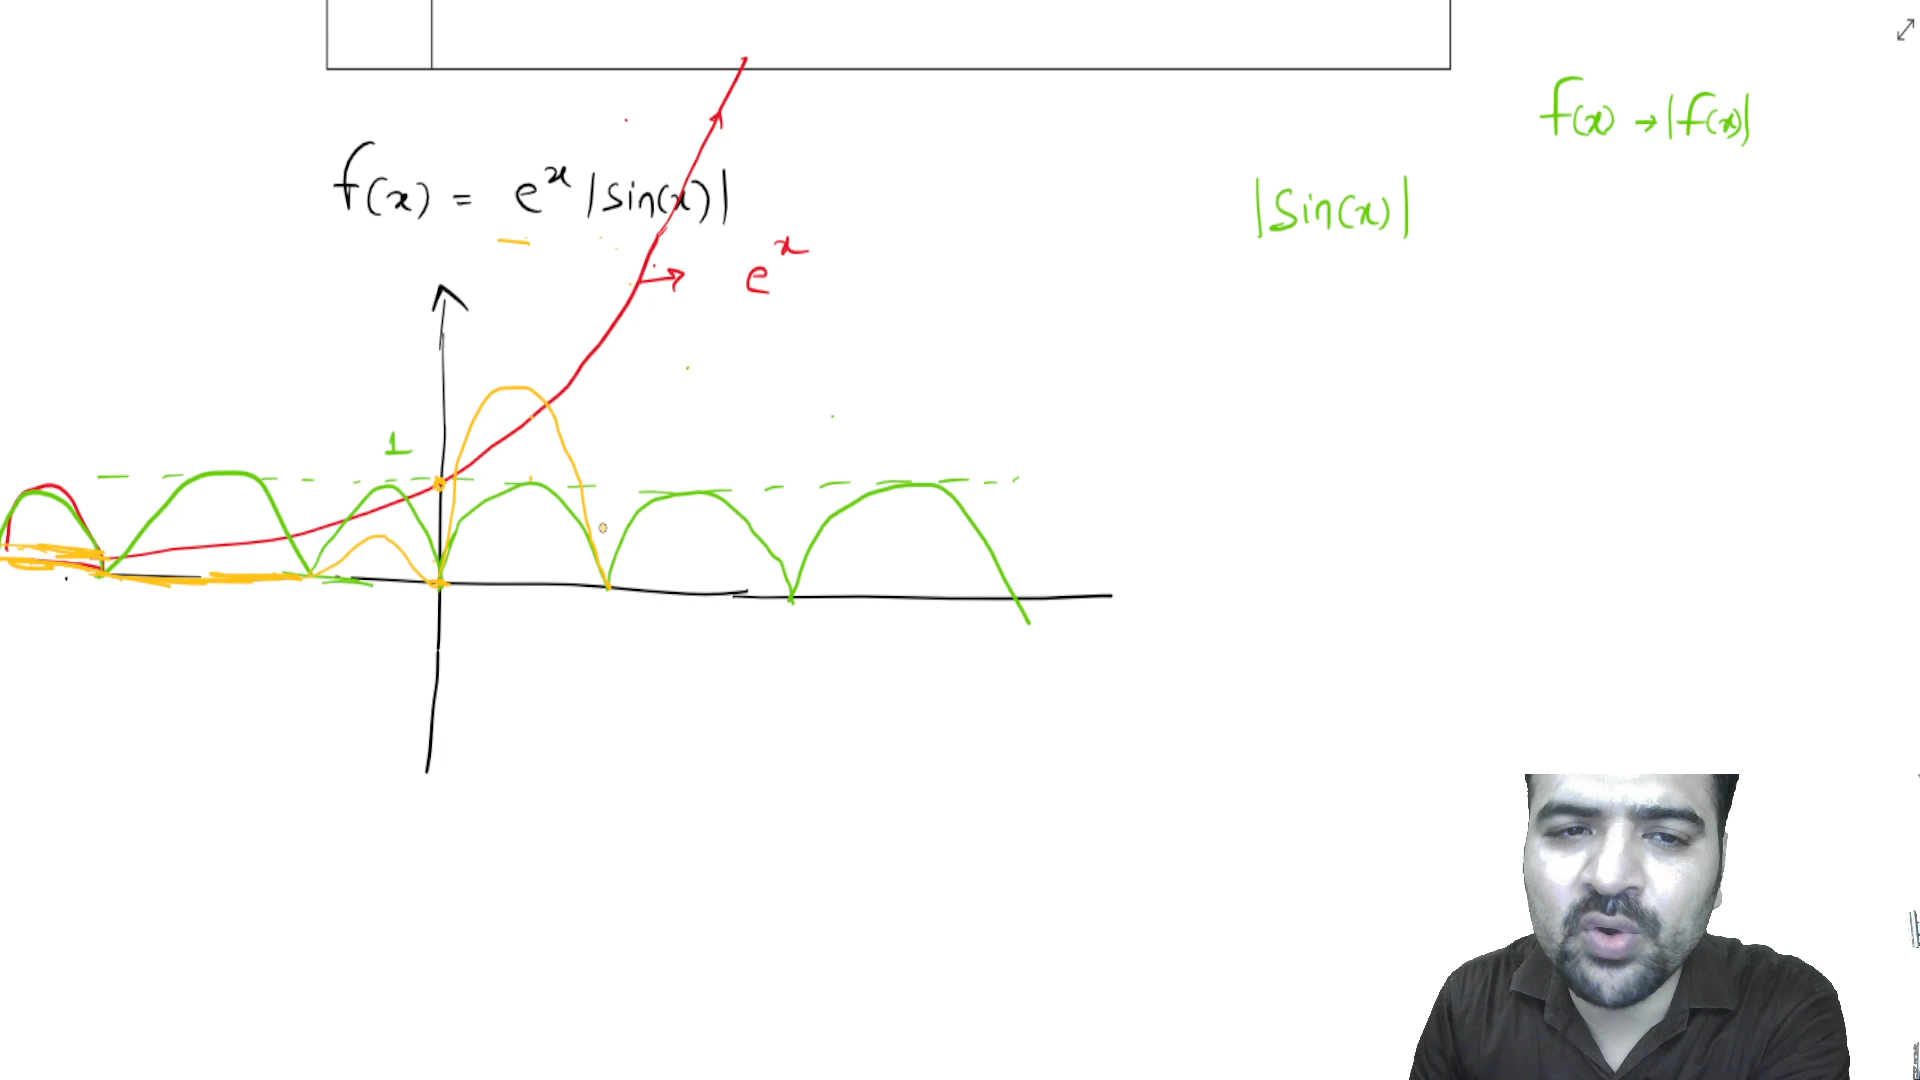 f(x) → |f(x)|
f(x) = e^x |sin(x)|
|Sin(x)|
→ e^x
1